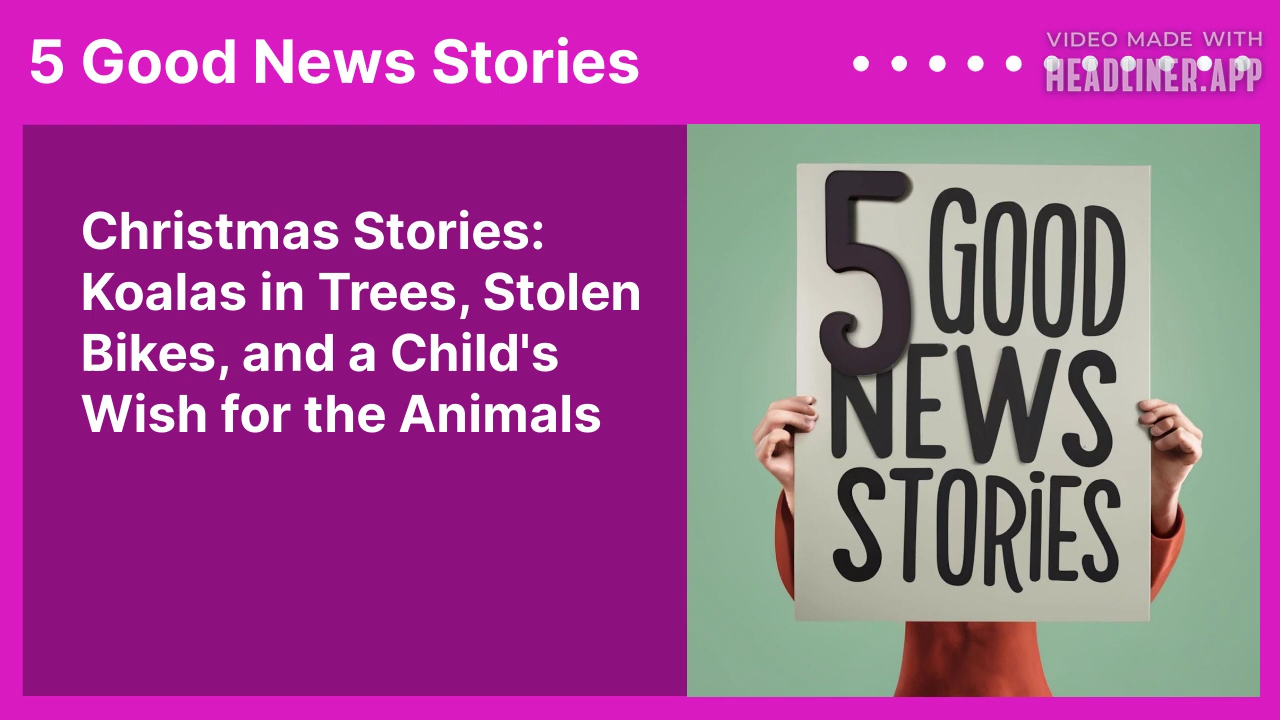 5 Good News Stories
VIDEO MADE WITH
HEADLINER.APP
Christmas Stories:
Koalas in Trees, Stolen
Bikes, and a Child's
Wish for the Animals
5 GOOD
NEWS
STORiES